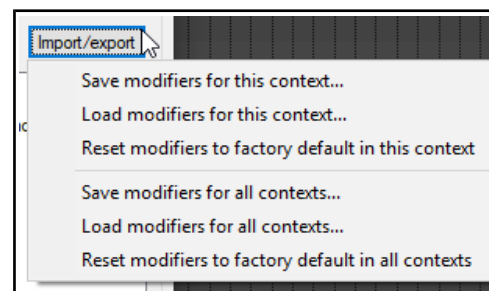 Import/export
Save modifiers for this context...
Load modifiers for this context...
Reset modifiers to factory default in this context
Save modifiers for all contexts...
Load modifiers for all contexts...
Reset modifiers to factory default in all contexts